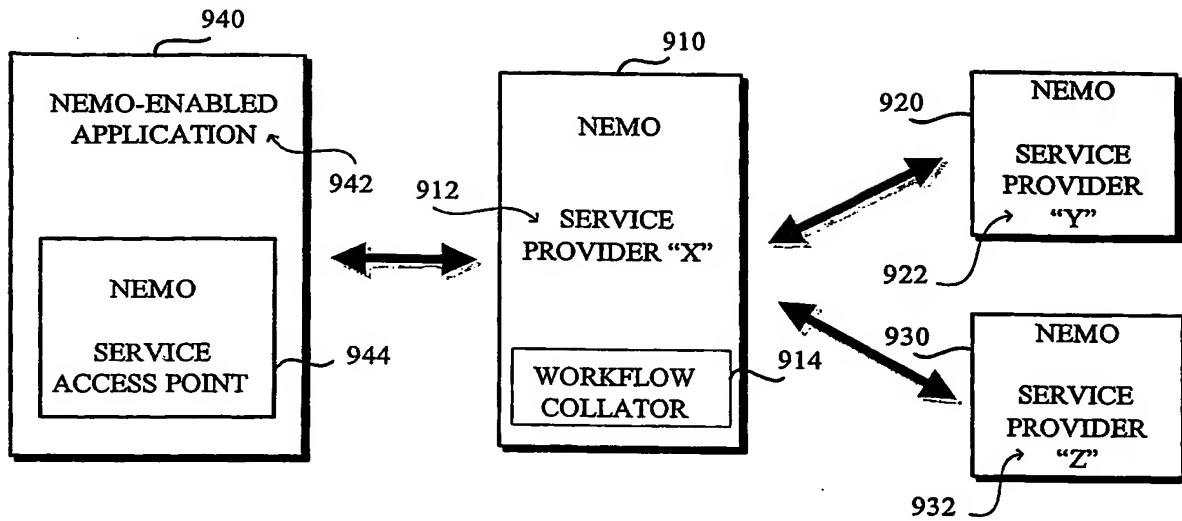 940
NEMO-ENABLED
APPLICATION
942
NEMO
SERVICE
ACCESS POINT
944
910
NEMO
912
SERVICE
PROVIDER “X”
WORKFLOW
COLLATOR
914
920
NEMO
SERVICE
PROVIDER
“Y”
922
930
NEMO
SERVICE
PROVIDER
“Z”
932